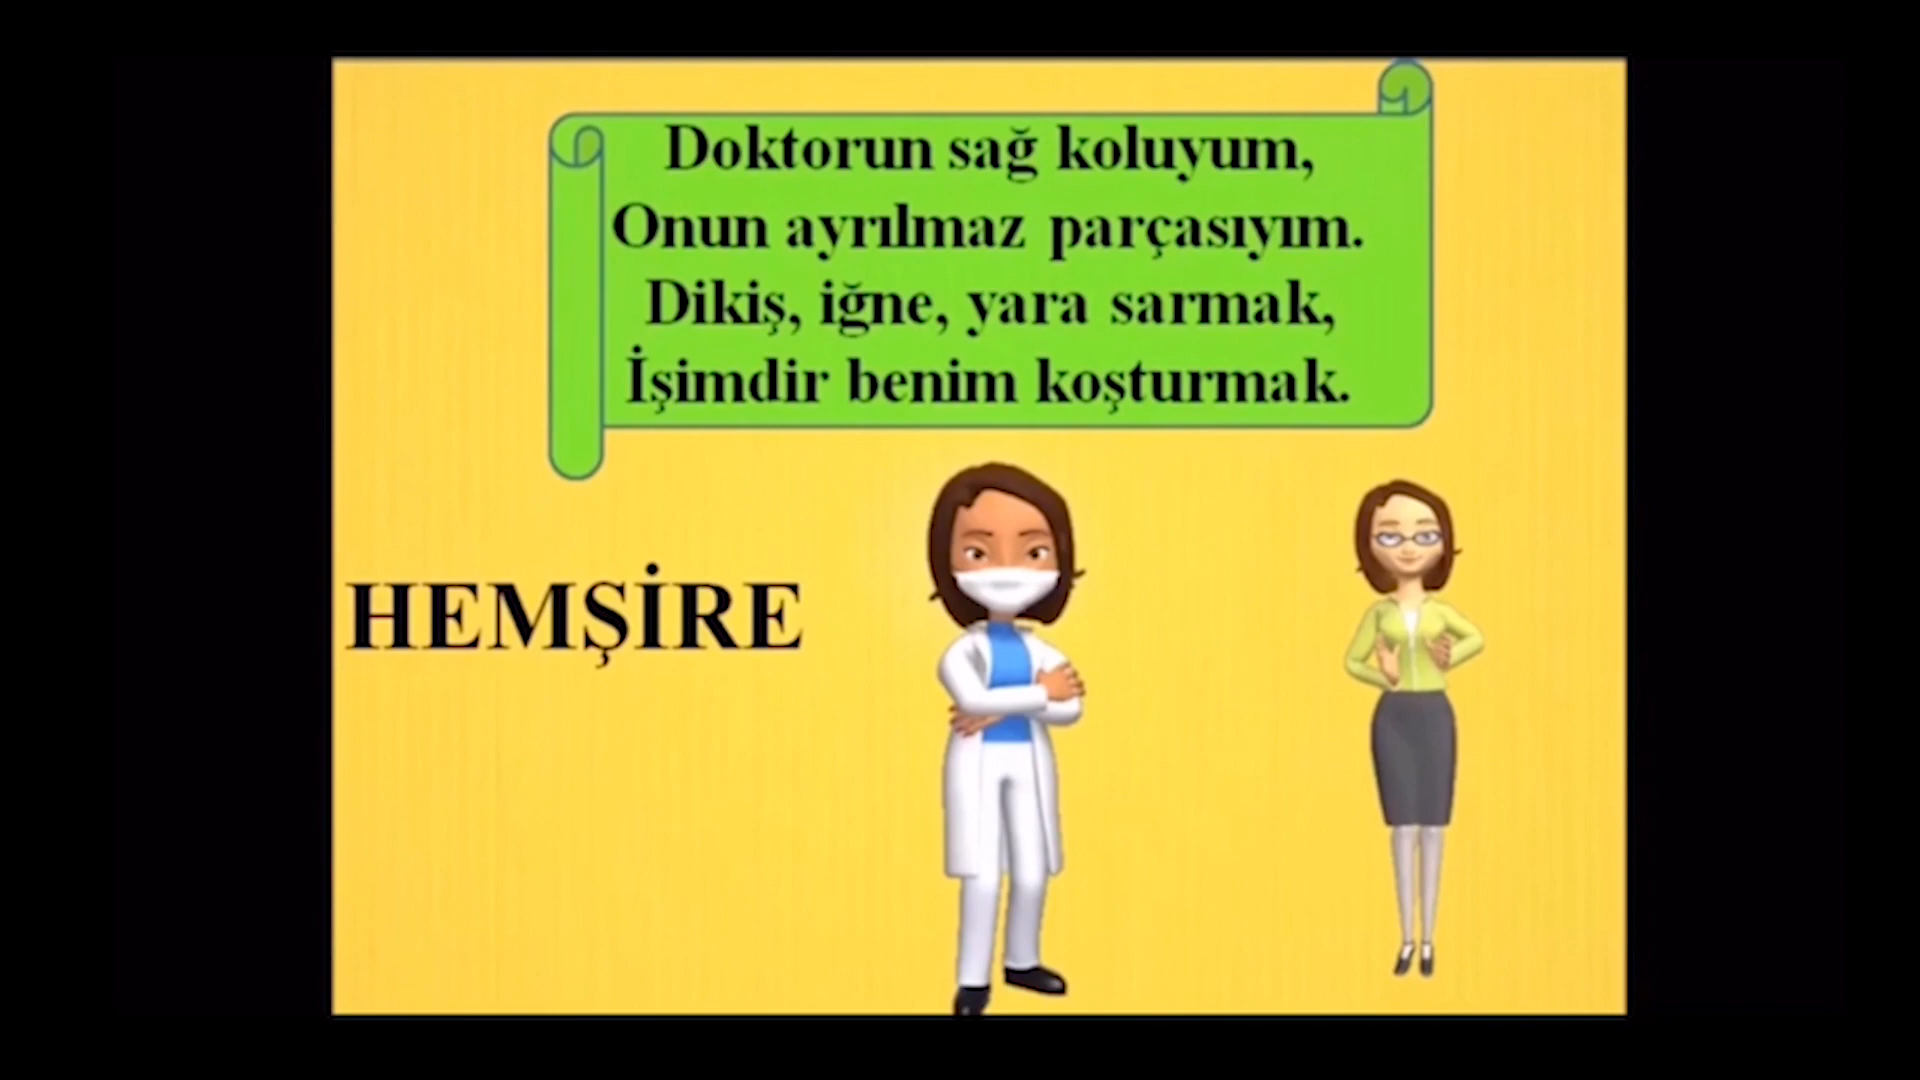 Doktorun sağ koluyum,
Onun ayrılmaz parçasıyım.
Dikiş, iğne, yara sarmak,
İşimdir benim koşturmak.
HEMŞİRE